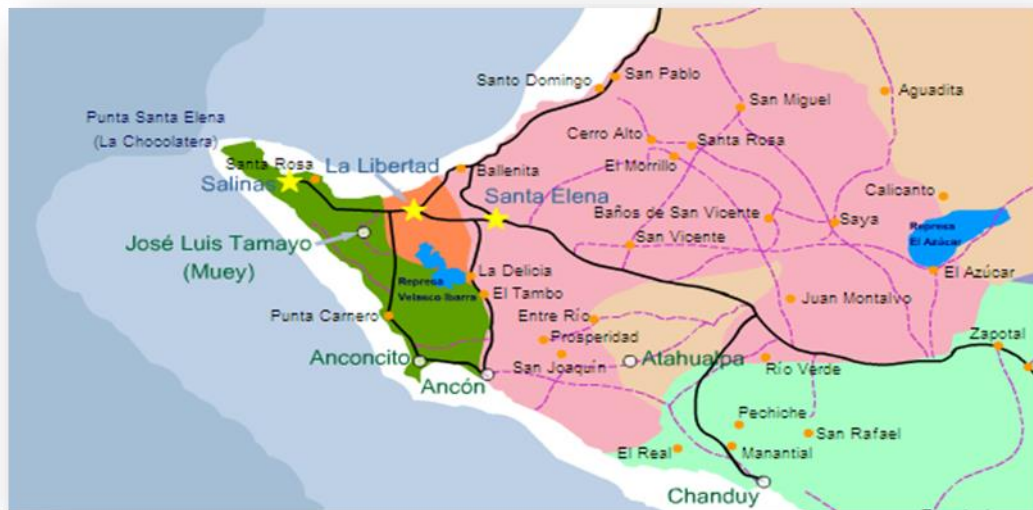 San Pablo
Santo Domingo
Aguadita
San Miguel
Punta Santa Elena
(La Chocolatera)
Cerro Alto
Santa Rosa
El Morrillo
Santa Rosa
La Libertad
Ballenita
Salinas
Santa Elena
Calicanto
Baños de San Vicente
Saya
Represa
El Azúcar
José Luis Tamayo
(Muey)
San Vicente
La Delicia
El Azúcar
Represa
Velasco Ibarra
El Tambo
Juan Montalvo
Punta Carnero
Entre Río
Prosperidad
Zapotal
Anconcito
Atahualpa
San Joaquín
Río Verde
Ancón
Pechiche
San Rafael
El Real
Manantial
Chanduy